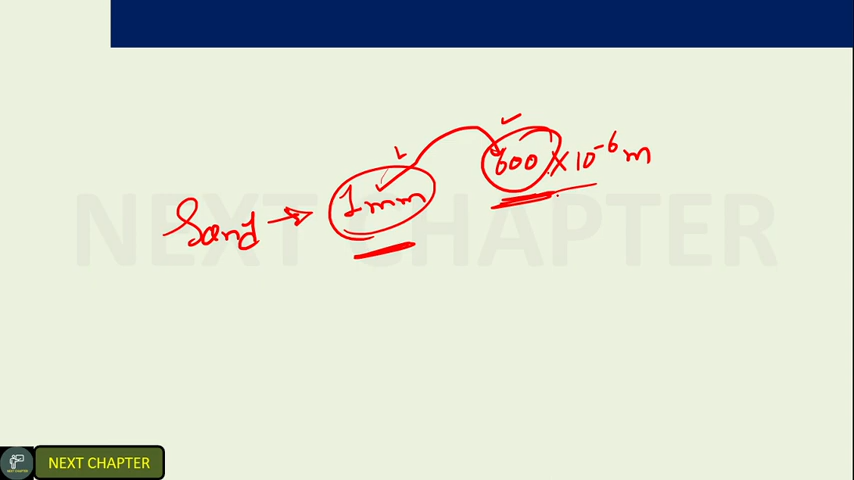 Sand → 1mm 600 × 10⁻⁶ m
NEXT CHAPTER
NEXT CHAPTER